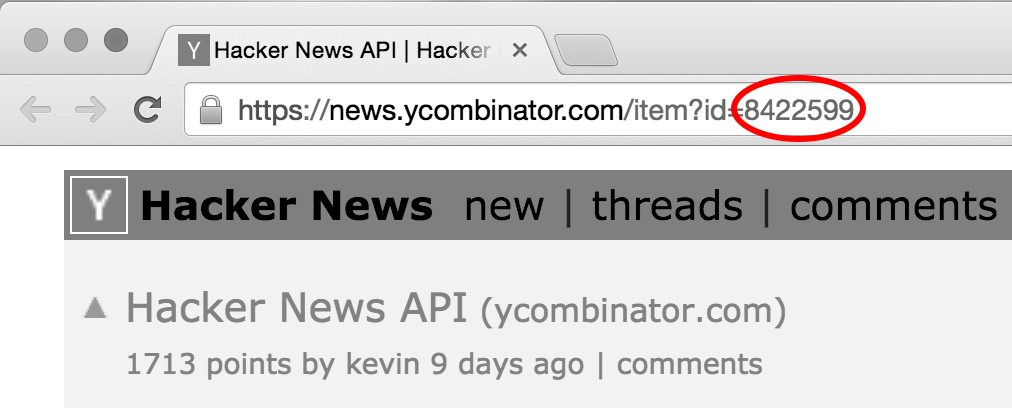 Y Hacker News API | Hacker
https://news.ycombinator.com/item?id=8422599
Y Hacker News new | threads | comments
Hacker News API (ycombinator.com)
1713 points by kevin 9 days ago | comments